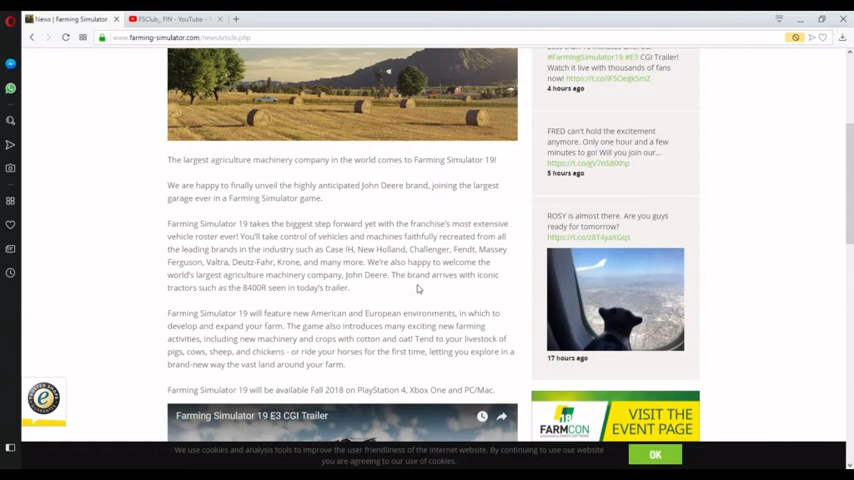 News | Farming Simulator
FSClub_ FIN - YouTube -
www.farming-simulator.com/newsArticle.php
The largest agriculture machinery company in the world comes to Farming Simulator 19!
We are happy to finally unveil the highly anticipated John Deere brand, joining the largest
garage ever in a Farming Simulator game.
Farming Simulator 19 takes the biggest step forward yet with the franchise's most extensive
vehicle roster ever! You'll take control of vehicles and machines faithfully recreated from all
the leading brands in the industry such as Case IH, New Holland, Challenger, Fendt, Massey
Ferguson, Valtra, Deutz-Fahr, Krone, and many more. We're also happy to welcome the
world's largest agriculture machinery company, John Deere. The brand arrives with iconic
tractors such as the 8400R seen in today's trailer.
Farming Simulator 19 will feature new American and European environments, in which to
develop and expand your farm. The game also introduces many exciting new farming
activities, including new machinery and crops with cotton and oat! Tend to your livestock of
pigs, cows, sheep, and chickens - or ride your horses for the first time, letting you explore in a
brand-new way the vast land around your farm.
Farming Simulator 19 will be available Fall 2018 on PlayStation 4, Xbox One and PC/Mac.
Farming Simulator 19 E3 CGI Trailer
#FarmingSimulator19 #E3 CGI Trailer!
Watch it live with thousands of fans
now!
4 hours ago
FRED can't hold the excitement
anymore. Only one hour and a few
minutes to go! Will you join our...
5 hours ago
ROSY is almost there. Are you guys
ready for tomorrow?
17 hours ago
18
FARMCON
VISIT THE
EVENT PAGE
We use cookies and analysis tools to improve the user friendliness of the internet website. By continuing to use our website
you are agreeing to our use of cookies.
OK